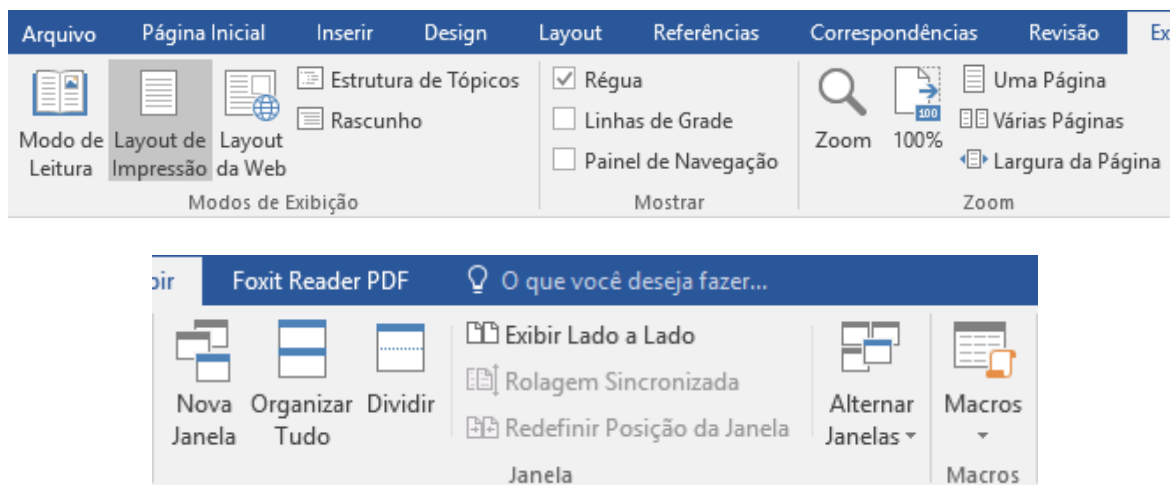 Arquivo Página Inicial Inserir Design Layout Referências Correspondências Revisão Ex
Modo de Leitura
Layout de Impressão
Layout da Web
Estrutura de Tópicos
Rascunho
Modos de Exibição
Régua
Linhas de Grade
Painel de Navegação
Mostrar
Zoom
100
100%
Uma Página
Várias Páginas
Largura da Página
Zoom
bir Foxit Reader PDF O que você deseja fazer...
Nova Janela
Organizar Tudo
Dividir
Exibir Lado a Lado
Rolagem Sincronizada
Redefinir Posição da Janela
Alternar Janelas
Janela
Macros
Macros